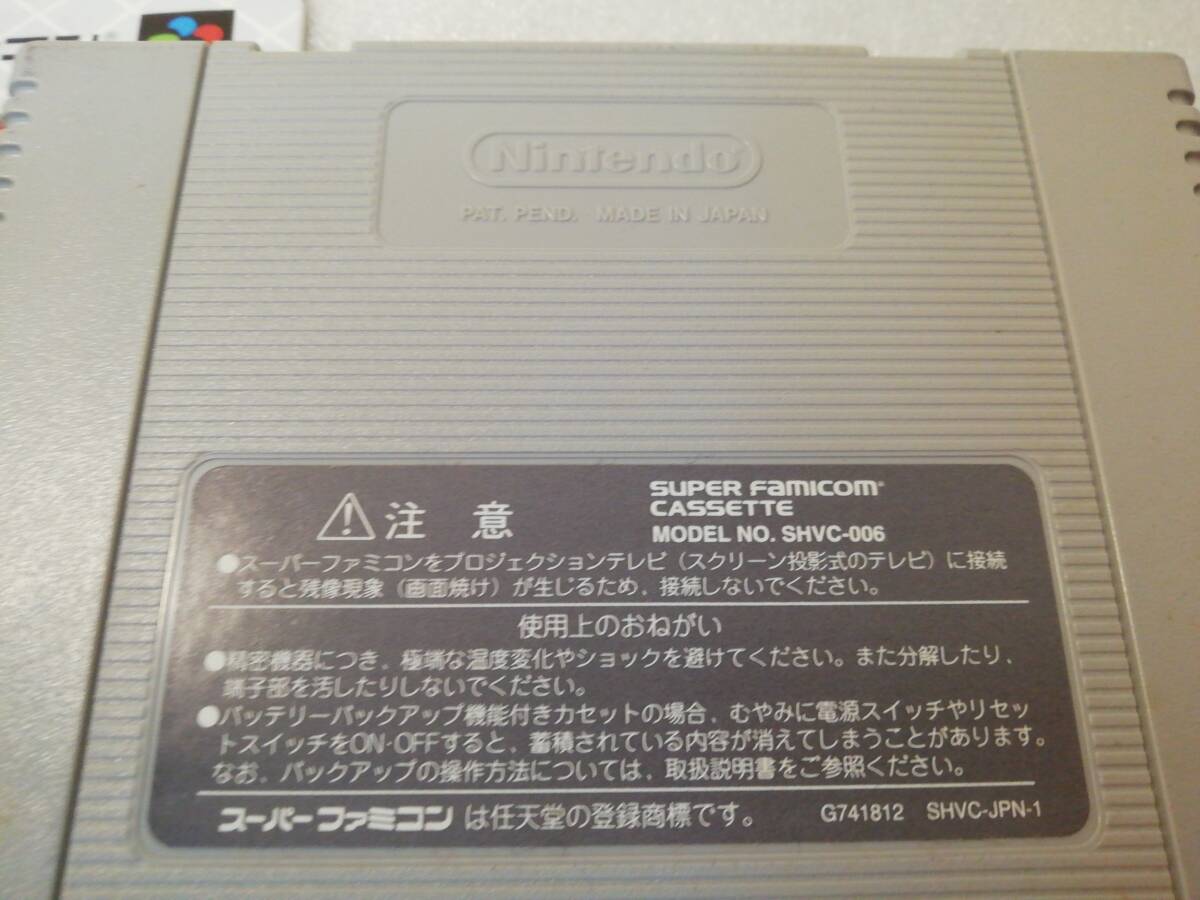 Nintendo
PAT. PEND. MADE IN JAPAN
⚠注 意
SUPER FAMICOM
CASSETTE
MODEL NO. SHVC-006
●スーパーファミコンをプロジェクションテレビ(スクリーン投影式のテレビ)に接続
すると残像現象(画面焼け)が生じるため、接続しないでください。
使用上のおねがい
●精密機器につき、極端な温度変化やショックを避けてください。また分解したり、
端子部を汚したりしないでください。
●バッテリーバックアップ機能付きカセットの場合、むやみに電源スイッチやリセッ
トスイッチをON・OFFすると、蓄積されている内容が消えてしまうことがあります。
なお、バックアップの操作方法については、取扱説明書をご参照ください。
スーパーファミコンは任天堂の登録商標です。
G741812 SHVC-JPN-1